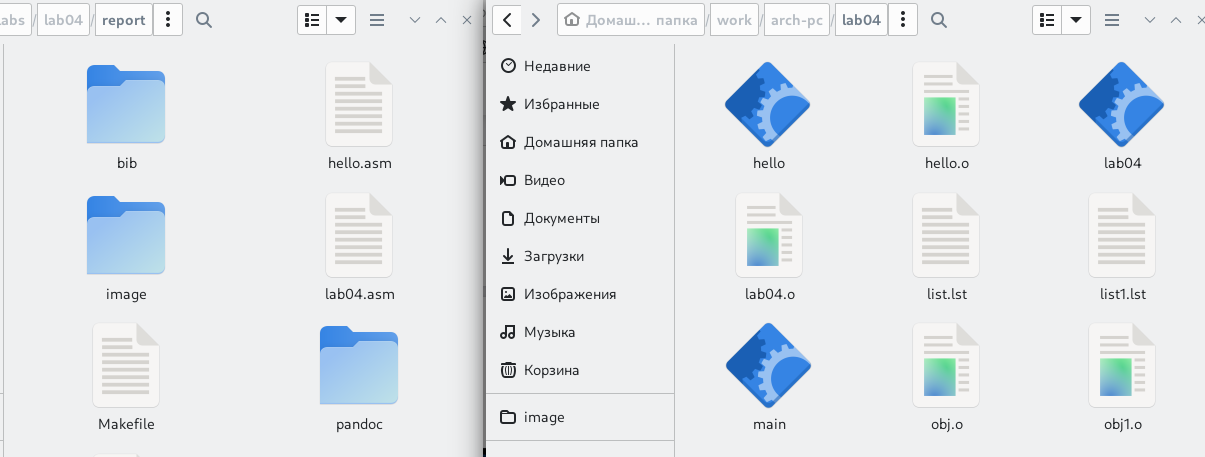 labs / lab04 / report
bib
hello.asm
image
lab04.asm
Makefile
pandoc
Домаш... папка / work / arch-pc / lab04
Недавние
Избранные
Домашняя папка
Видео
Документы
Загрузки
Изображения
Музыка
Корзина
image
hello
hello.o
lab04
lab04.o
list.lst
list1.lst
main
obj.o
obj1.o